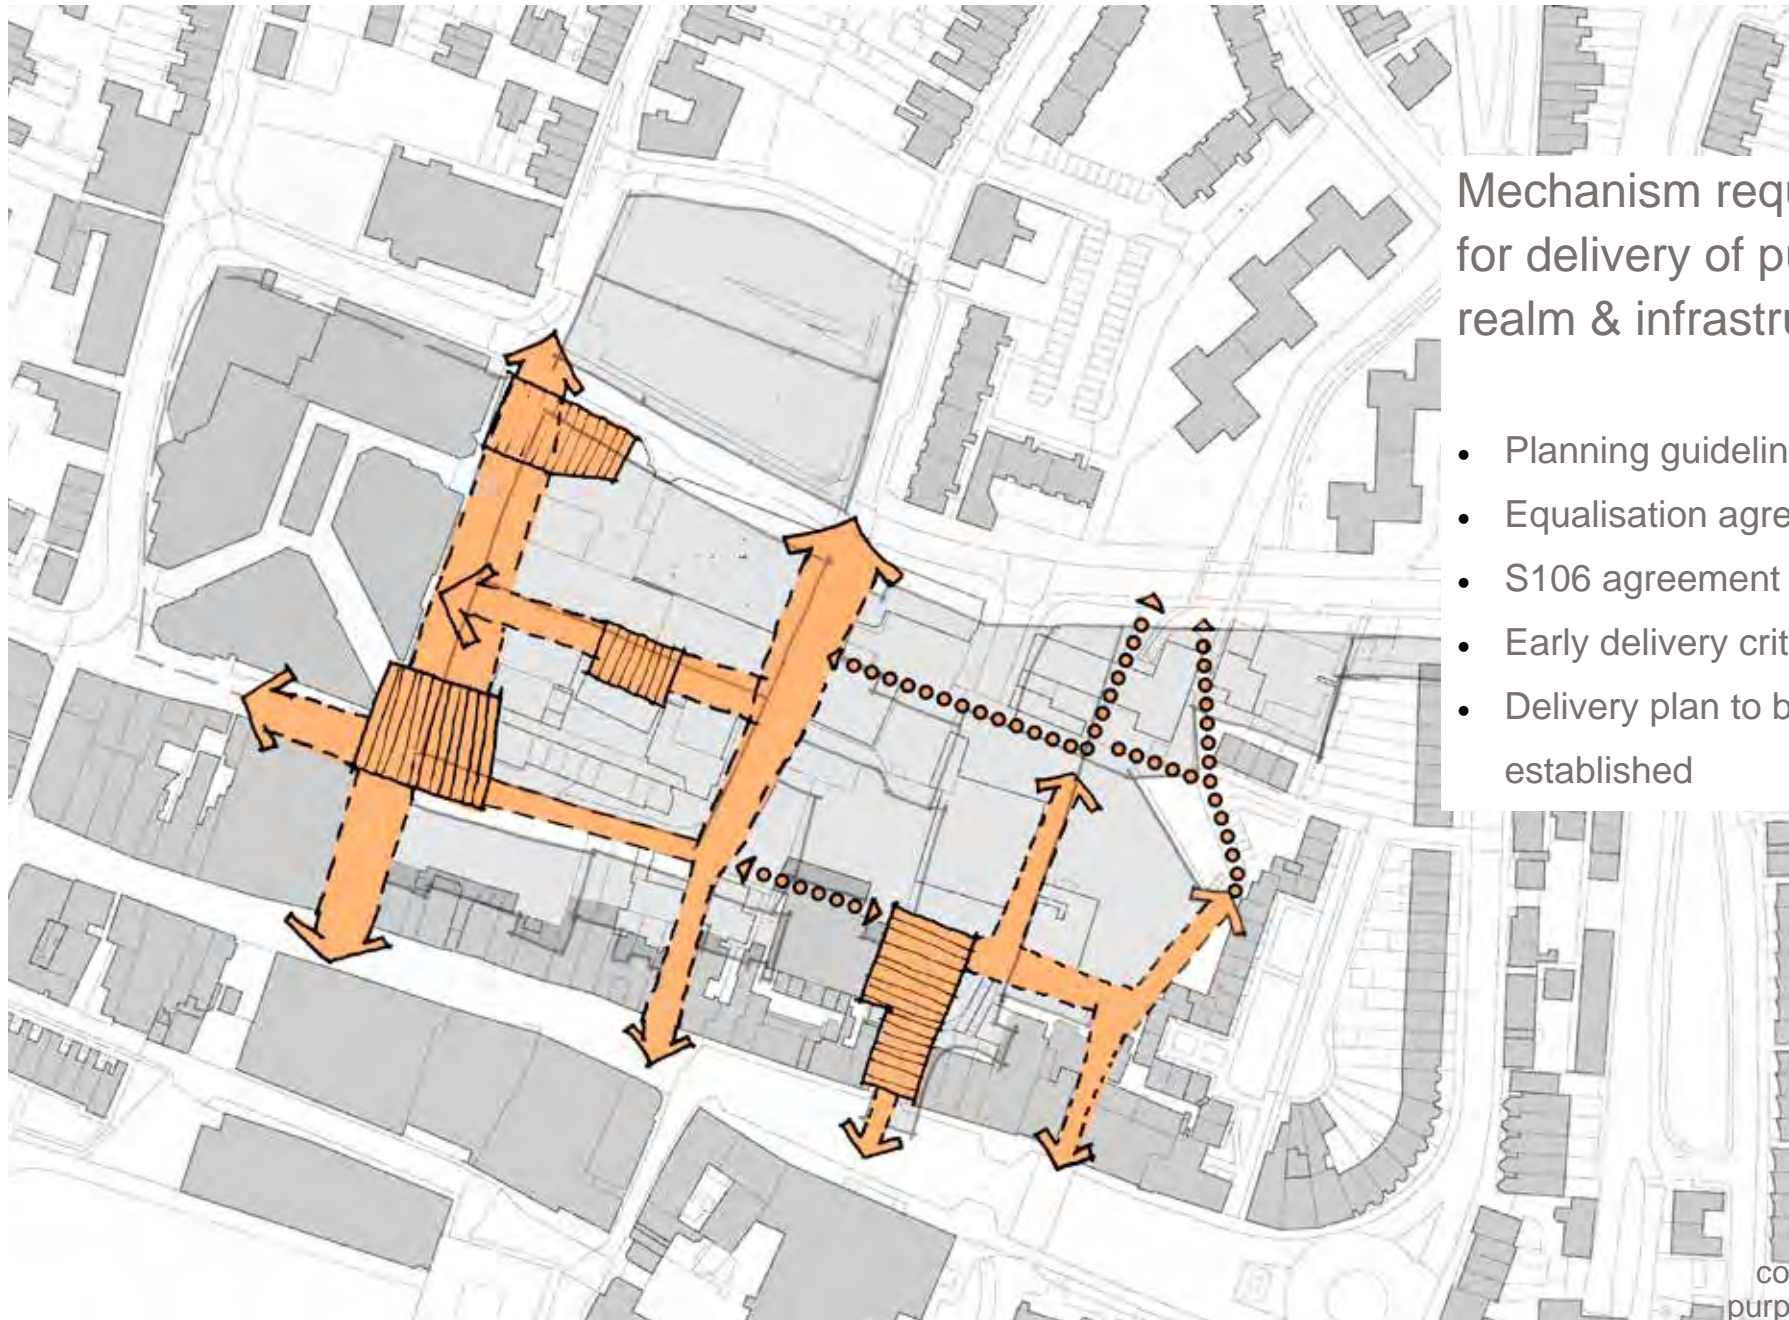 Mechanism requ
for delivery of pu
realm & infrastru
• Planning guidelin
• Equalisation agre
• S106 agreement
• Early delivery crit
• Delivery plan to b
established
co
purp